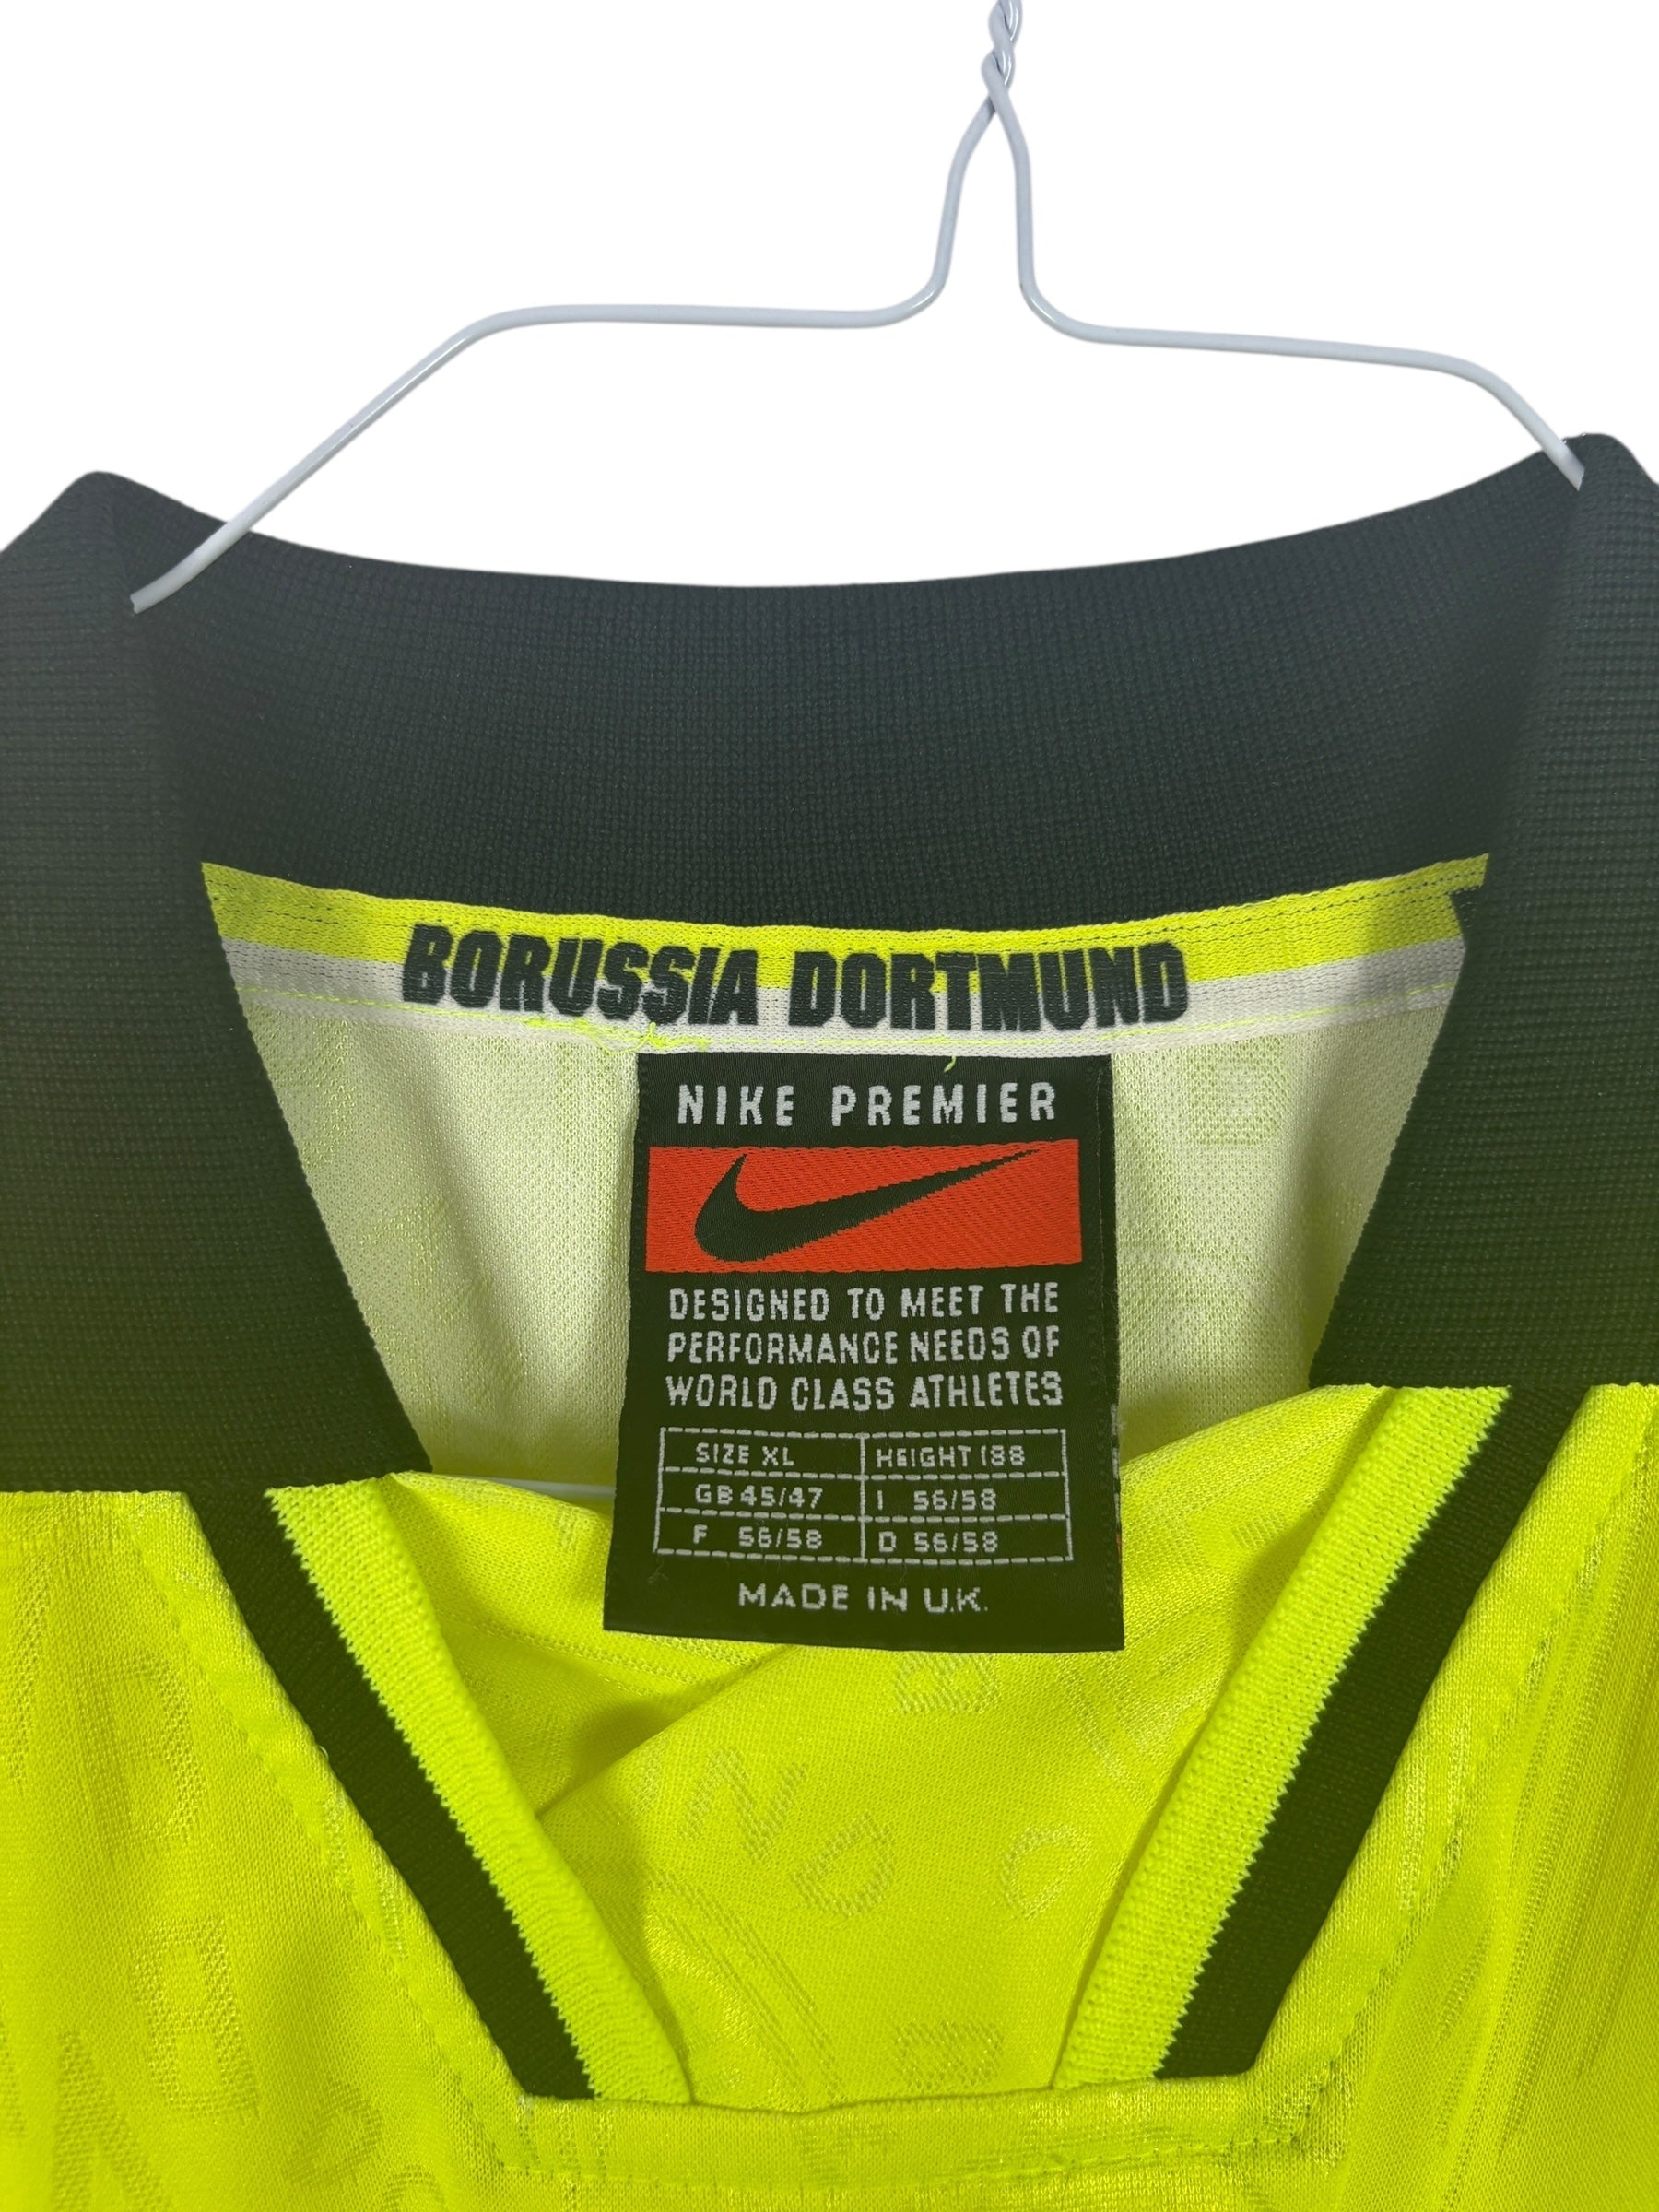 BORUSSIA DORTMUND
NIKE PREMIER
DESIGNED TO MEET THE
PERFORMANCE NEEDS OF
WORLD CLASS ATHLETES
SIZE XL HEIGHT 188
GB 45/47 I 56/58
F 56/58 D 56/58
MADE IN U.K.